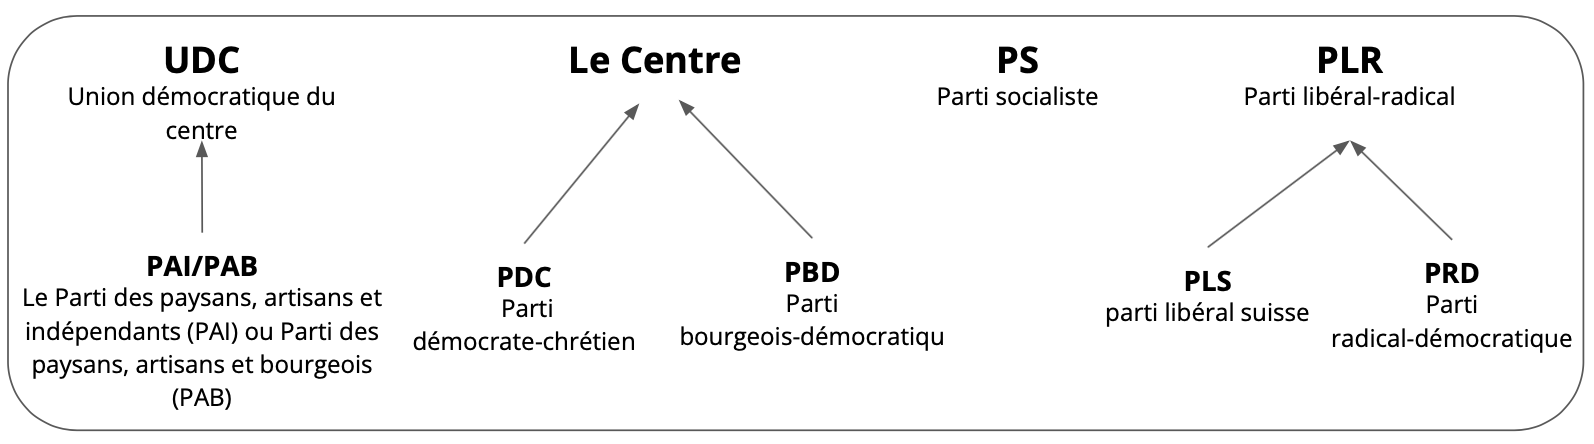 UDC
Union démocratique du
centre
Le Centre
PS
Parti socialiste
PLR
Parti libéral-radical
PAI/PAB
Le Parti des paysans, artisans et
indépendants (PAI) ou Parti des
paysans, artisans et bourgeois
(PAB)
PDC
Parti
démocrate-chrétien
PBD
Parti
bourgeois-démocratiqu
PLS
parti libéral suisse
PRD
Parti
radical-démocratique